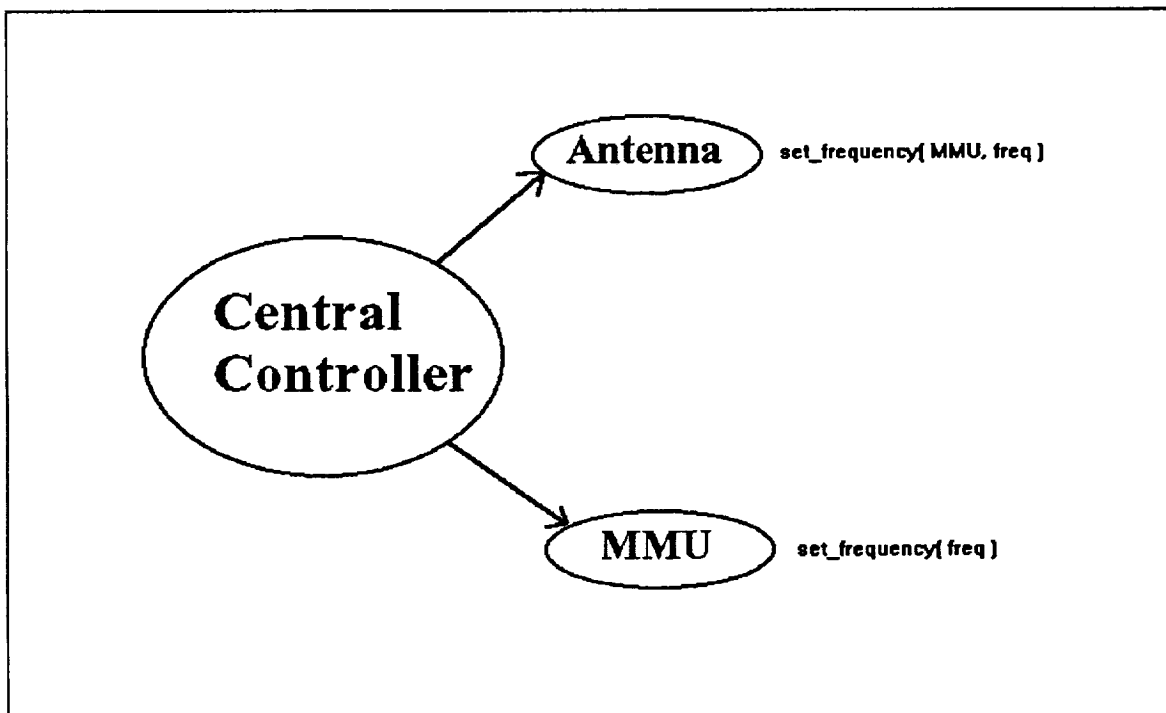 Antenna
set_frequency( MMU, freq )
Central
Controller
MMU
set_frequency( freq )